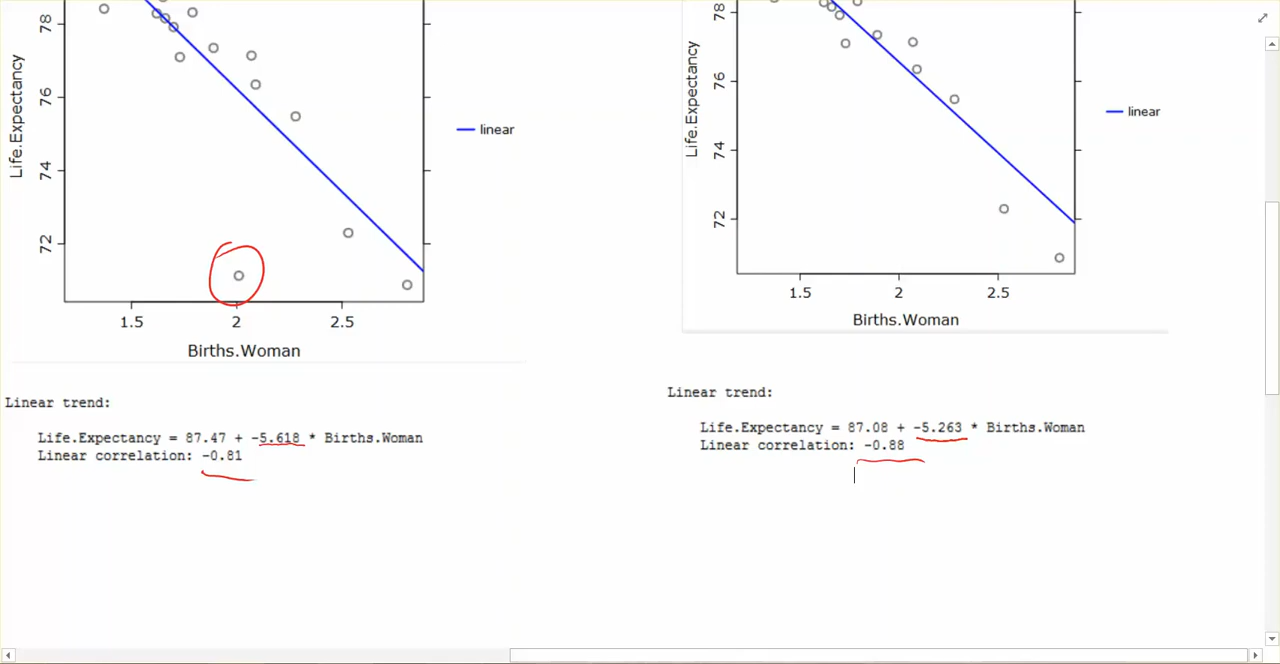 78
76
74
72
Life.Expectancy
linear
1.5 2 2.5
Births.Woman
Linear trend:
Life.Expectancy = 87.47 + -5.618 * Births.Woman
Linear correlation: -0.81
78
76
74
72
Life.Expectancy
linear
1.5 2 2.5
Births.Woman
Linear trend:
Life.Expectancy = 87.08 + -5.263 * Births.Woman
Linear correlation: -0.88